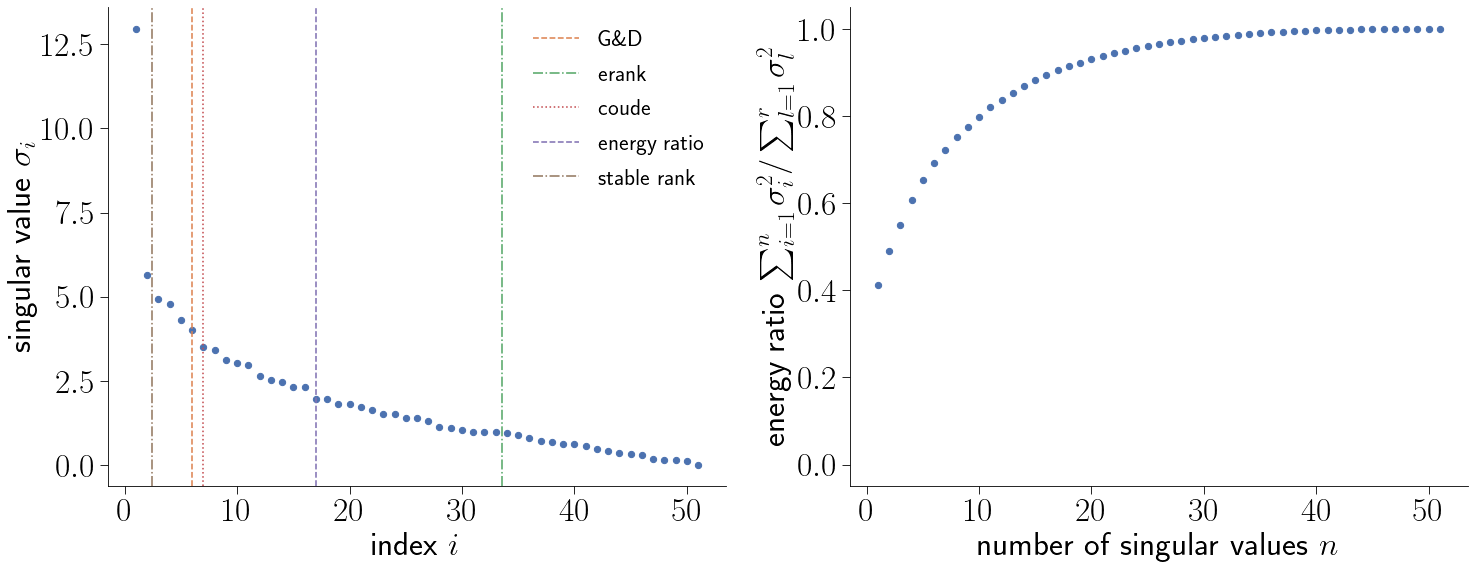 12.5
10.0
7.5
5.0
2.5
0.0
singular value σ_i
0 10 20 30 40 50
index i
G&D
erank
coude
energy ratio
stable rank
1.0
0.8
0.6
0.4
0.2
0.0
energy ratio ∑_{i=1}^{n} σ_i^2 / ∑_{l=1}^{r} σ_l^2
0 10 20 30 40 50
number of singular values n